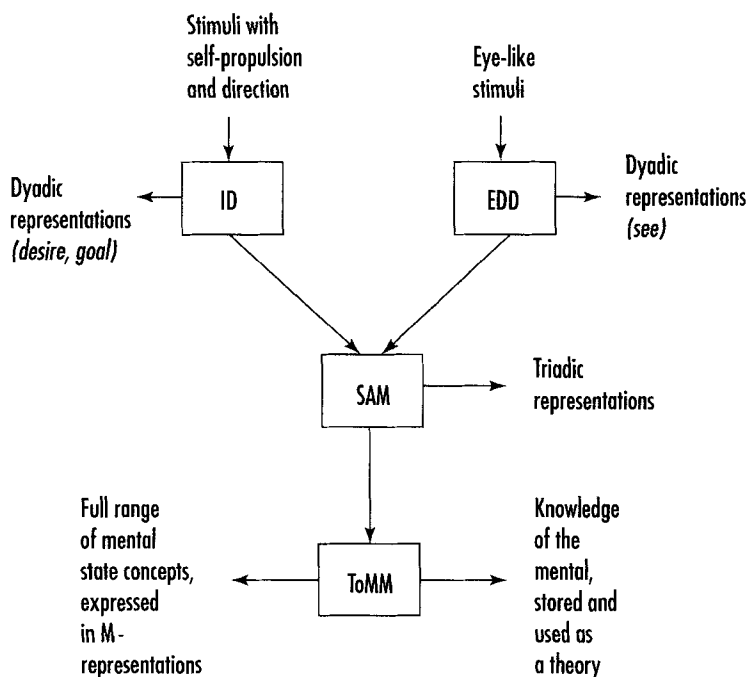 Stimuli with
self-propulsion
and direction
Eye-like
stimuli
Dyadic
representations
(desire, goal)
ID
EDD
Dyadic
representations
(see)
SAM
Triadic
representations
Full range
of mental
state concepts,
expressed
in M-
representations
ToMM
Knowledge
of the
mental,
stored and
used as
a theory